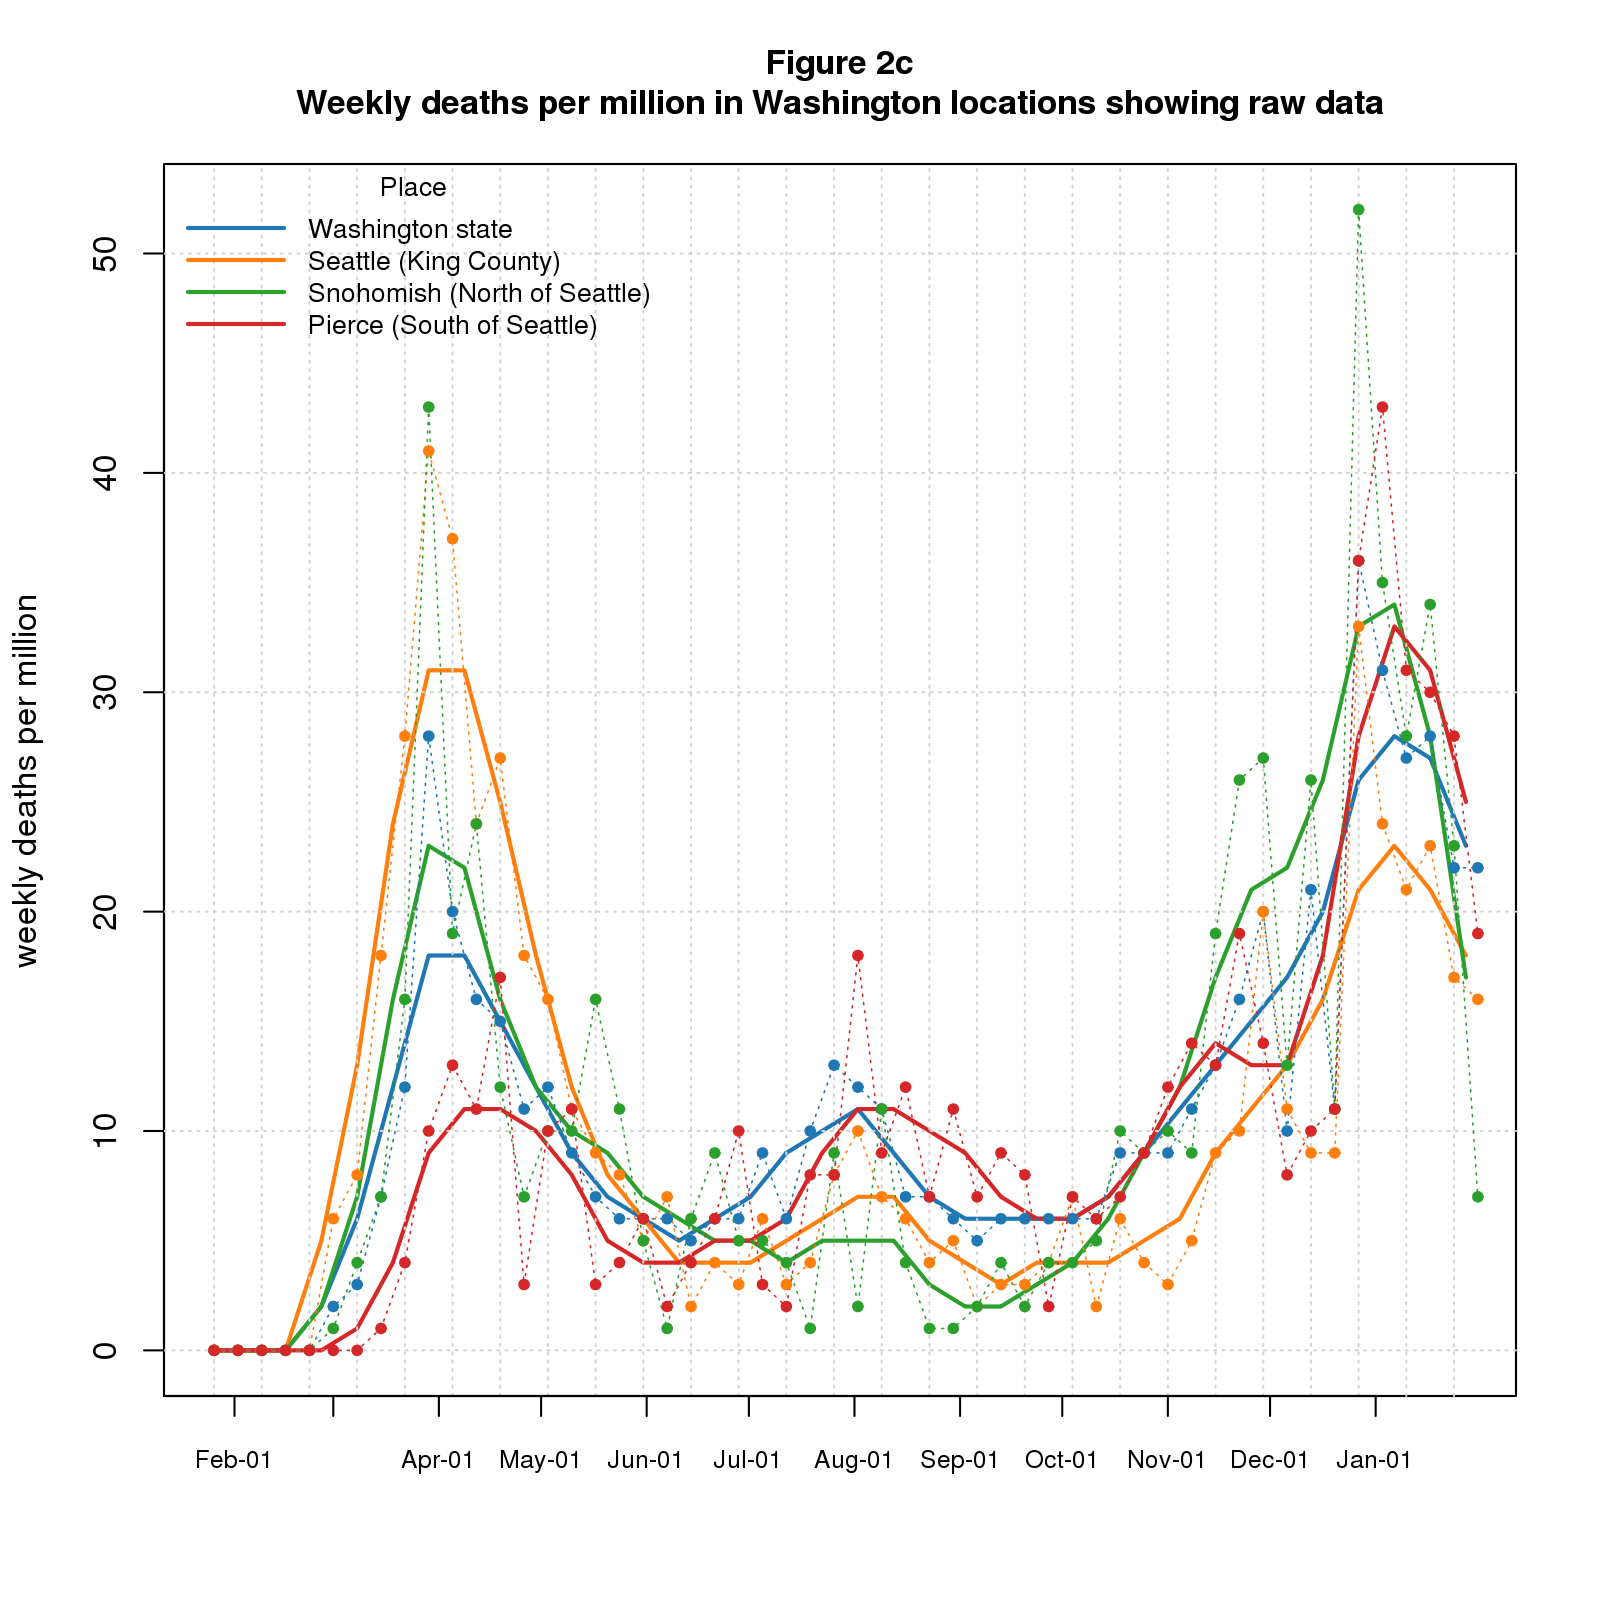 Figure 2c
Weekly deaths per million in Washington locations showing raw data
Place
Washington state
Seattle (King County)
Snohomish (North of Seattle)
Pierce (South of Seattle)
weekly deaths per million
50
40
30
20
10
0
Feb-01 Apr-01 May-01 Jun-01 Jul-01 Aug-01 Sep-01 Oct-01 Nov-01 Dec-01 Jan-01